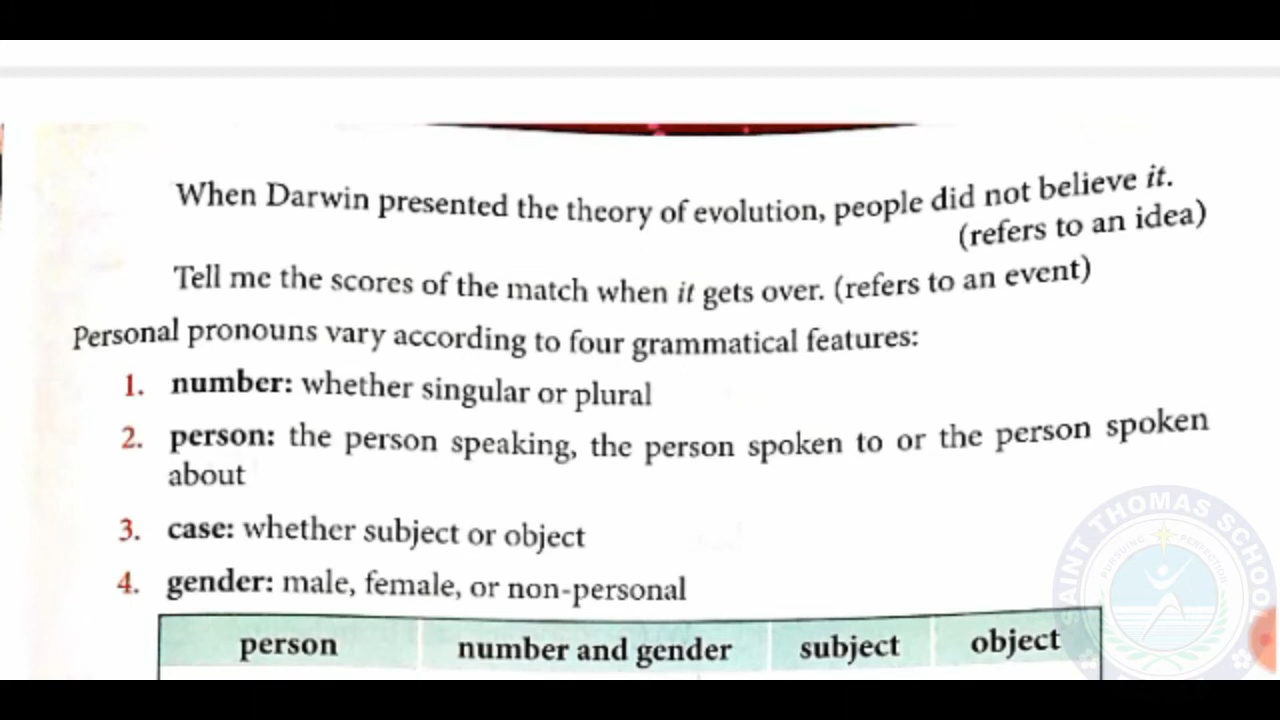 When Darwin presented the theory of evolution, people did not believe it.
(refers to an idea)
Tell me the scores of the match when it gets over. (refers to an event)
Personal pronouns vary according to four grammatical features:
1. number: whether singular or plural
2. person: the person speaking, the person spoken to or the person spoken
about
3. case: whether subject or object
4. gender: male, female, or non-personal
person number and gender subject object
SAINT THOMAS SCHOOL
PURSUING PERFECTION